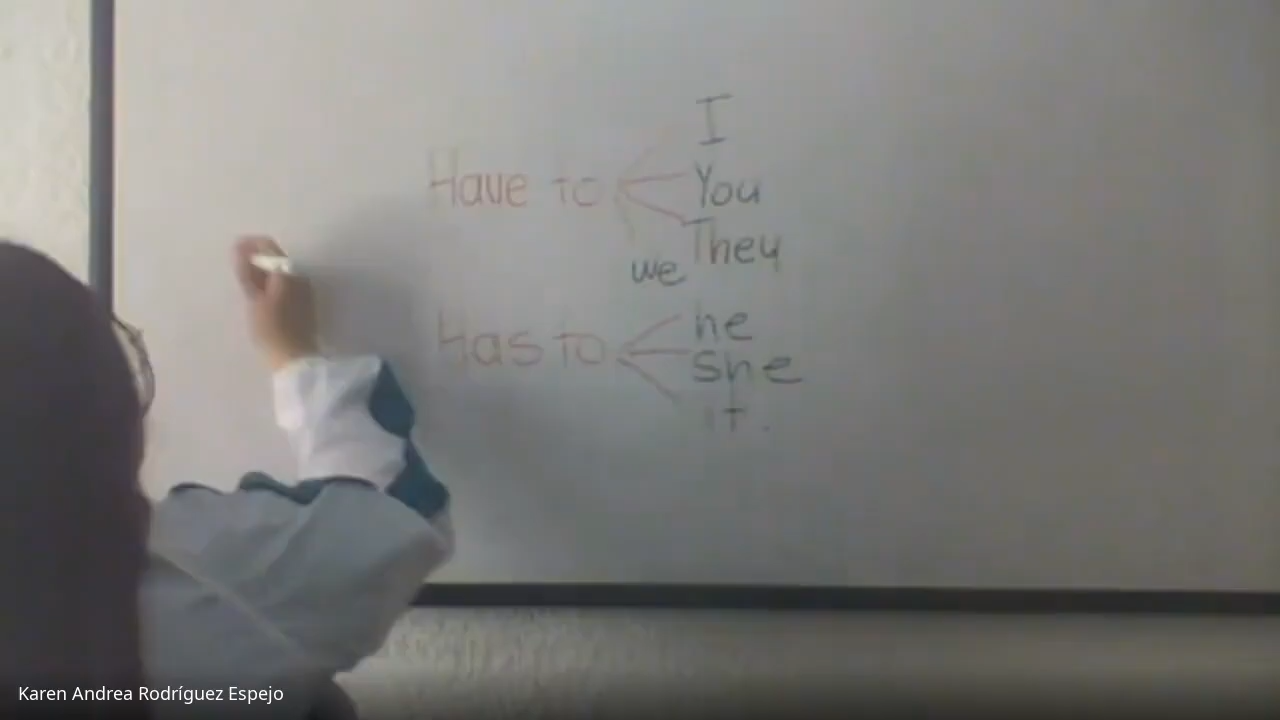 I
Have to You
They
we
Has to he
She
it.
Karen Andrea Rodríguez Espejo